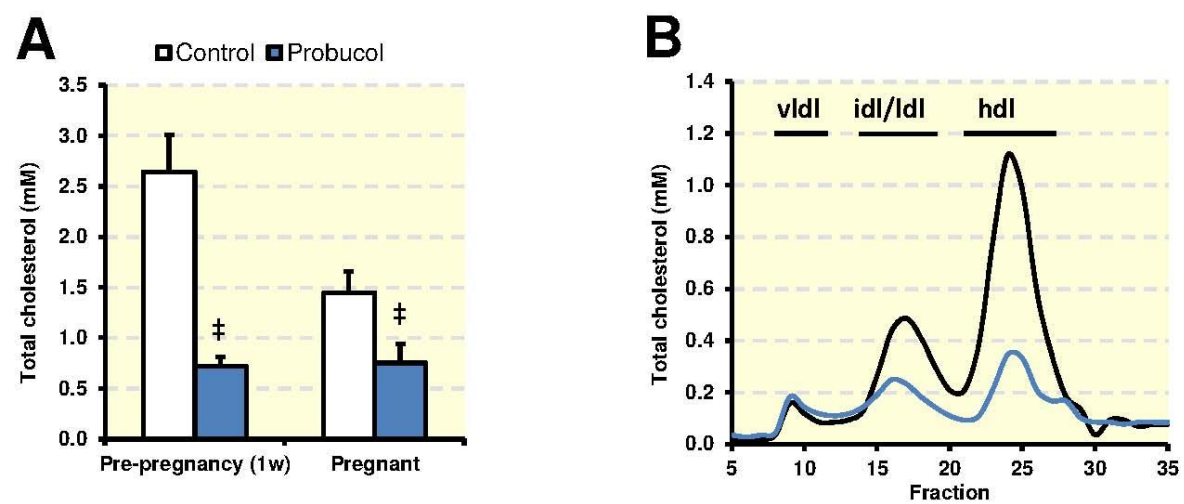 A
Control Probucol
Total cholesterol (mM)
3.5
3.0
2.5
2.0
1.5
1.0
0.5
0.0
‡
‡
Pre-pregnancy (1w) Pregnant
B
Total cholesterol (mM)
1.4
1.2
1.0
0.8
0.6
0.4
0.2
0.0
vldl idl/ldl hdl
5 10 15 20 25 30 35
Fraction